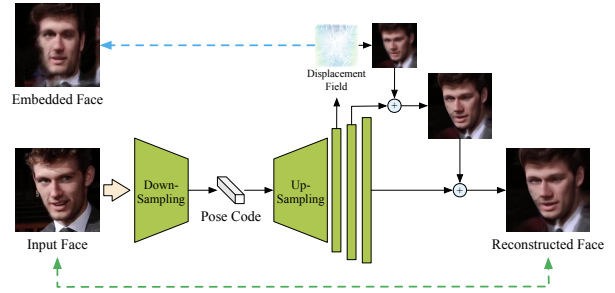 Displacement
Field
Embedded Face
Down-
Sampling
Pose Code
Up-
Sampling
Input Face
Reconstructed Face